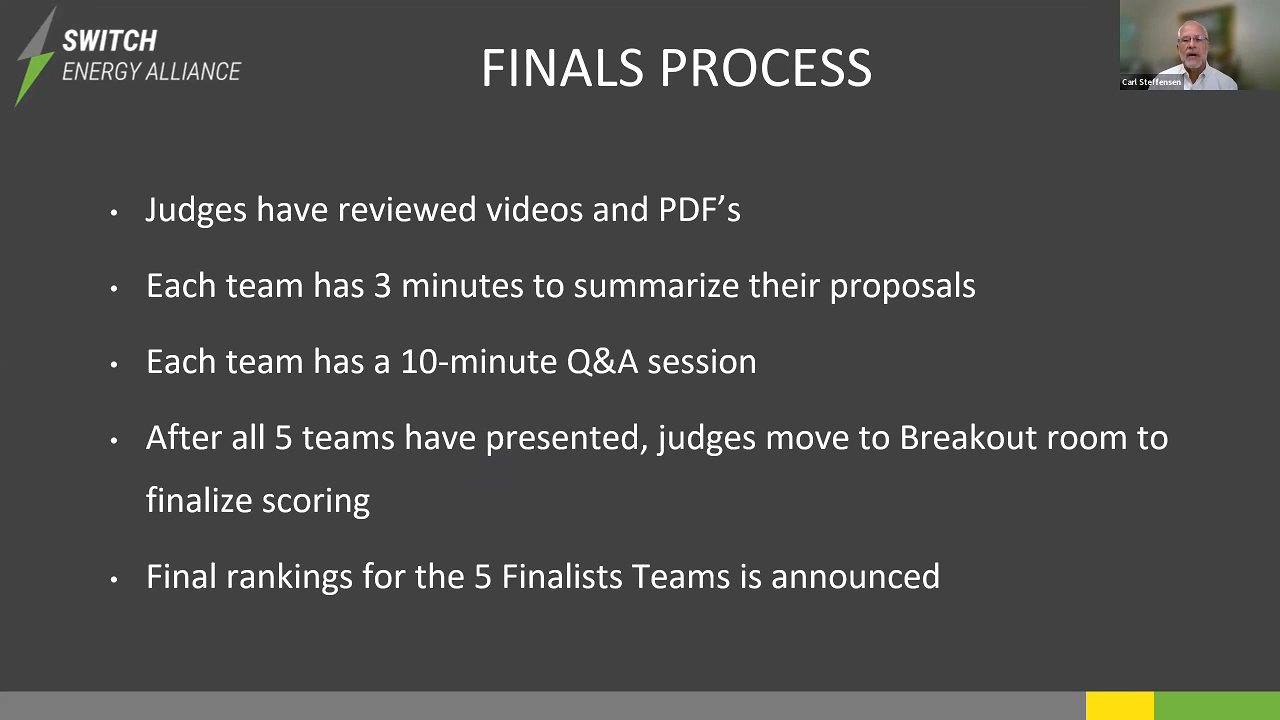 SWITCH
ENERGY ALLIANCE
FINALS PROCESS
Carl Steffensen
• Judges have reviewed videos and PDF’s
• Each team has 3 minutes to summarize their proposals
• Each team has a 10-minute Q&A session
• After all 5 teams have presented, judges move to Breakout room to
finalize scoring
• Final rankings for the 5 Finalists Teams is announced